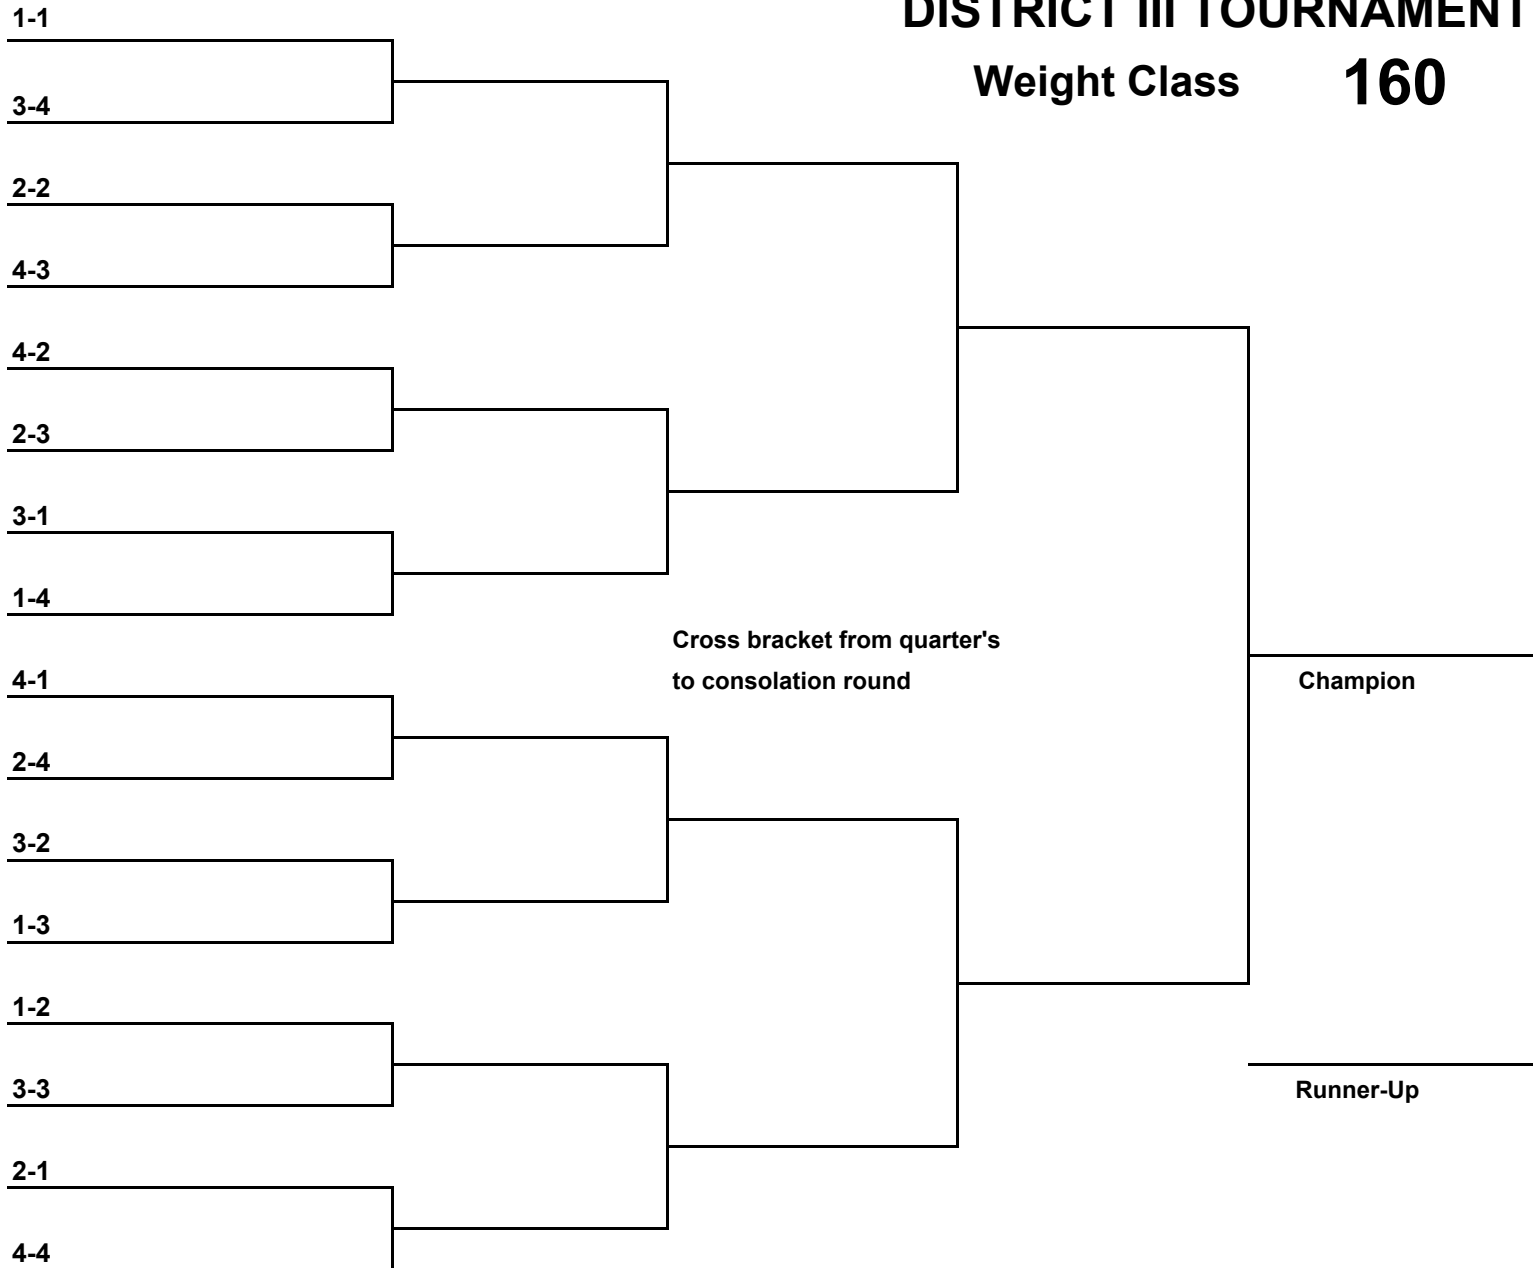 DISTRICT III TOURNAMENT
Weight Class 160
1-1
3-4
2-2
4-3
4-2
2-3
3-1
1-4
Cross bracket from quarter's
to consolation round
4-1
2-4
Champion
3-2
1-3
1-2
3-3
Runner-Up
2-1
4-4